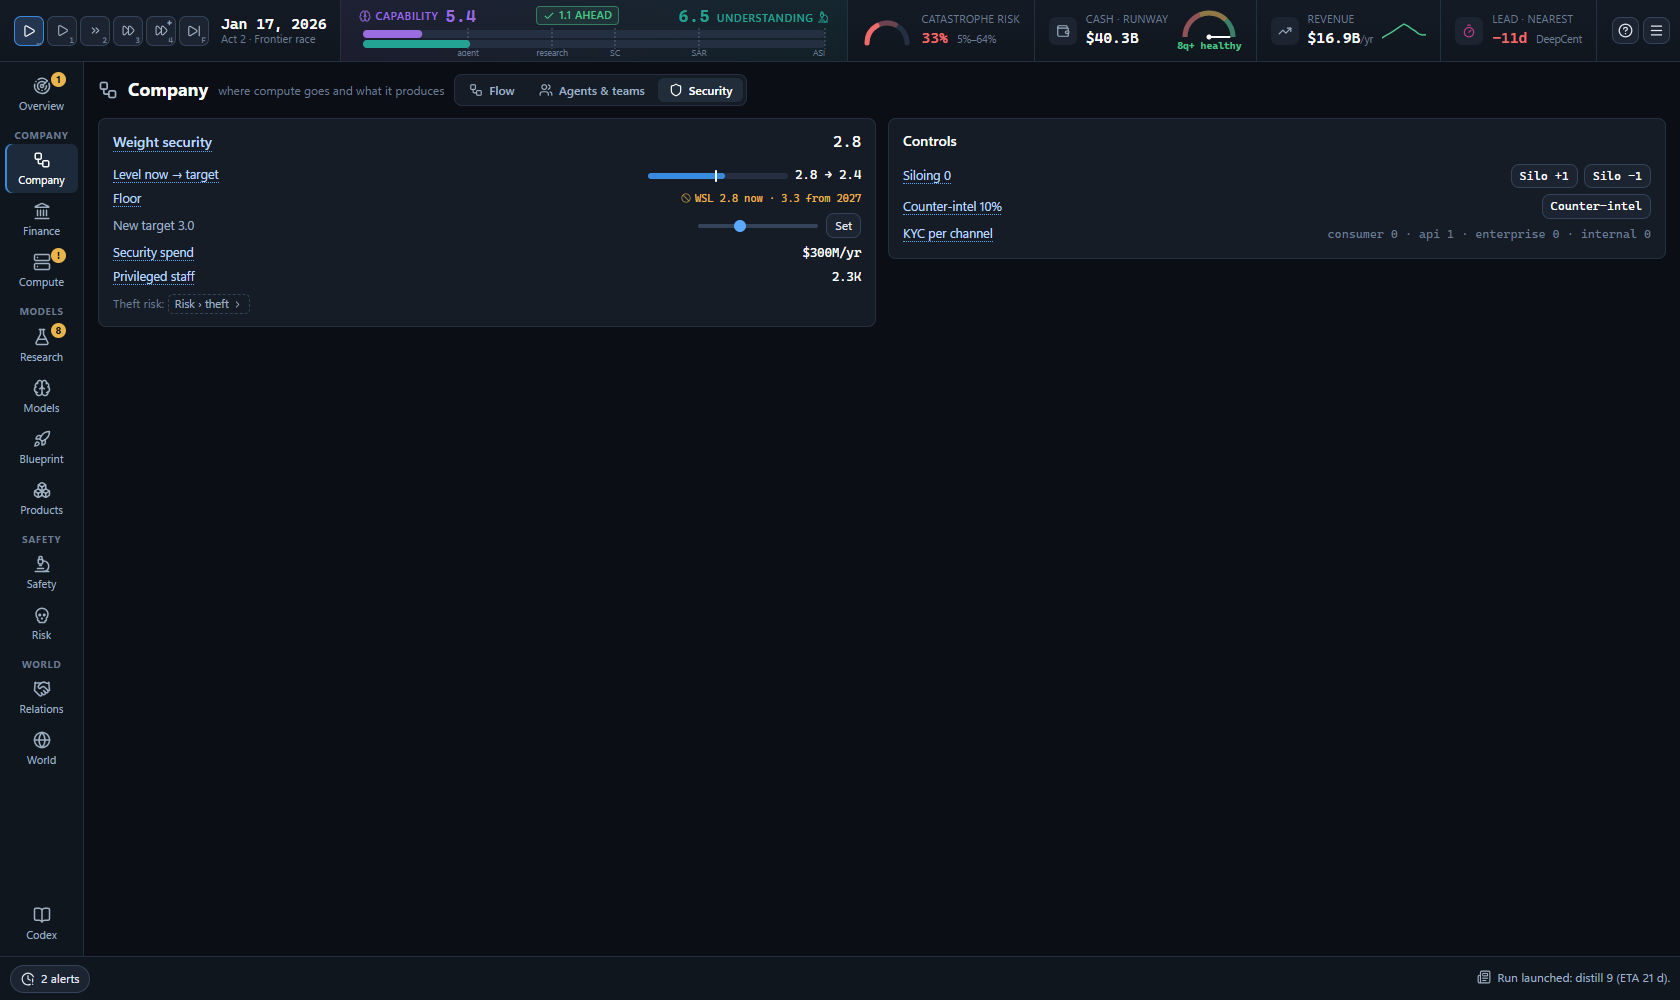 1
2
3
4
F
Jan 17, 2026
Act 2 · Frontier race
CAPABILITY 5.4
1.1 AHEAD
6.5 UNDERSTANDING
agent
research
SC
SAR
ASI
CATASTROPHE RISK
33% 5%–64%
CASH · RUNWAY
$40.3B
8q+ healthy
REVENUE
$16.9B/yr
LEAD · NEAREST
−11d DeepCent
1
Overview
COMPANY
Company
Finance
!
Compute
MODELS
8
Research
Models
Blueprint
Products
SAFETY
Safety
Risk
WORLD
Relations
World
Codex
Company where compute goes and what it produces
Flow
Agents & teams
Security
Weight security 2.8
Level now → target 2.8 → 2.4
Floor WSL 2.8 now · 3.3 from 2027
New target 3.0 Set
Security spend $300M/yr
Privileged staff 2.3K
Theft risk: Risk › theft ›
Controls
Siloing 0 Silo +1 Silo −1
Counter-intel 10% Counter-intel
KYC per channel consumer 0 · api 1 · enterprise 0 · internal 0
2 alerts
Run launched: distill 9 (ETA 21 d).